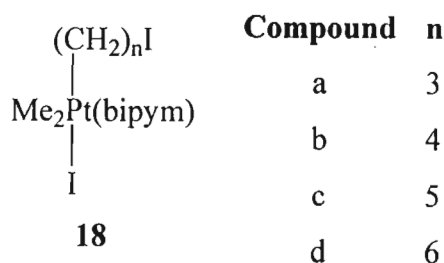 (CH₂)ₙI
Me₂Pt(bipym)
I
18
Compound n
a 3
b 4
c 5
d 6